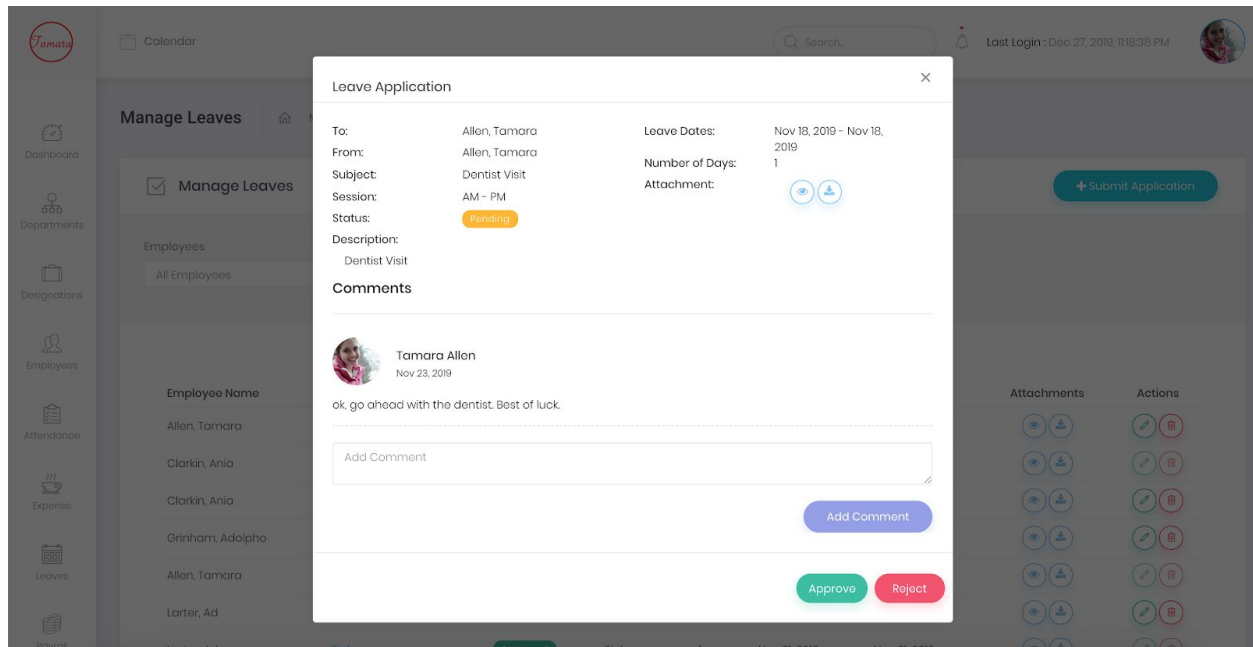 Tamara
Calendar
Search..
Last Login : Dec 27, 2019, 11:18:38 PM
Manage Leaves
Dashboard
Departments
Designations
Employees
Attendance
Expense
Leaves
Payroll
Manage Leaves
+Submit Application
Employees
All Employees
Employee Name
Attachments
Actions
Allen, Tamara
Clarkin, Ania
Clarkin, Ania
Grinham, Adolpho
Allen, Tamara
Larter, Ad
Leave Application
To: Allen, Tamara
From: Allen, Tamara
Subject: Dentist Visit
Session: AM - PM
Status: Pending
Description:
Dentist Visit
Leave Dates: Nov 18, 2019 - Nov 18,
2019
Number of Days: 1
Attachment:
Comments
Tamara Allen
Nov 23, 2019
ok, go ahead with the dentist. Best of luck.
Add Comment
Add Comment
Approve
Reject